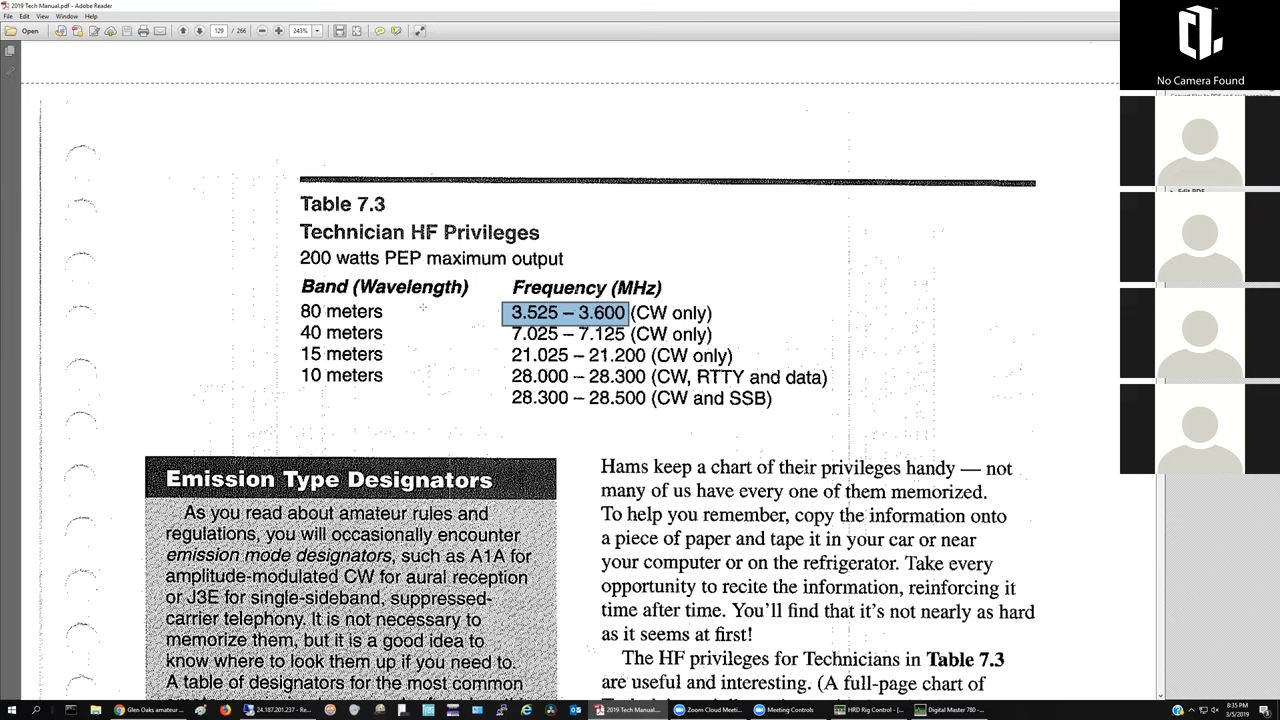 2019 Tech Manual.pdf - Adobe Reader
File Edit View Window Help
Open 129 / 266 243%
No Camera Found
Table 7.3
Technician HF Privileges
200 watts PEP maximum output
Band (Wavelength) Frequency (MHz)
80 meters 3.525 – 3.600 (CW only)
40 meters 7.025 – 7.125 (CW only)
15 meters 21.025 – 21.200 (CW only)
10 meters 28.000 – 28.300 (CW, RTTY and data)
28.300 – 28.500 (CW and SSB)
Emission Type Designators
As you read about amateur rules and
regulations, you will occasionally encounter
emission mode designators, such as A1A for
amplitude-modulated CW for aural reception
or J3E for single-sideband, suppressed-
carrier telephony. It is not necessary to
memorize them, but it is a good idea to
know where to look them up if you need to.
A table of designators for the most common
Hams keep a chart of their privileges handy — not
many of us have every one of them memorized.
To help you remember, copy the information onto
a piece of paper and tape it in your car or near
your computer or on the refrigerator. Take every
opportunity to recite the information, reinforcing it
time after time. You'll find that it's not nearly as hard
as it seems at first!
The HF privileges for Technicians in Table 7.3
are useful and interesting. (A full-page chart of
Glen Oaks amateur ... 24.187.201.237 - Re... 2019 Tech Manual.... Zoom Cloud Meeti... Meeting Controls HRD Rig Control - [... Digital Master 780 - ... 8:35 PM
3/5/2019